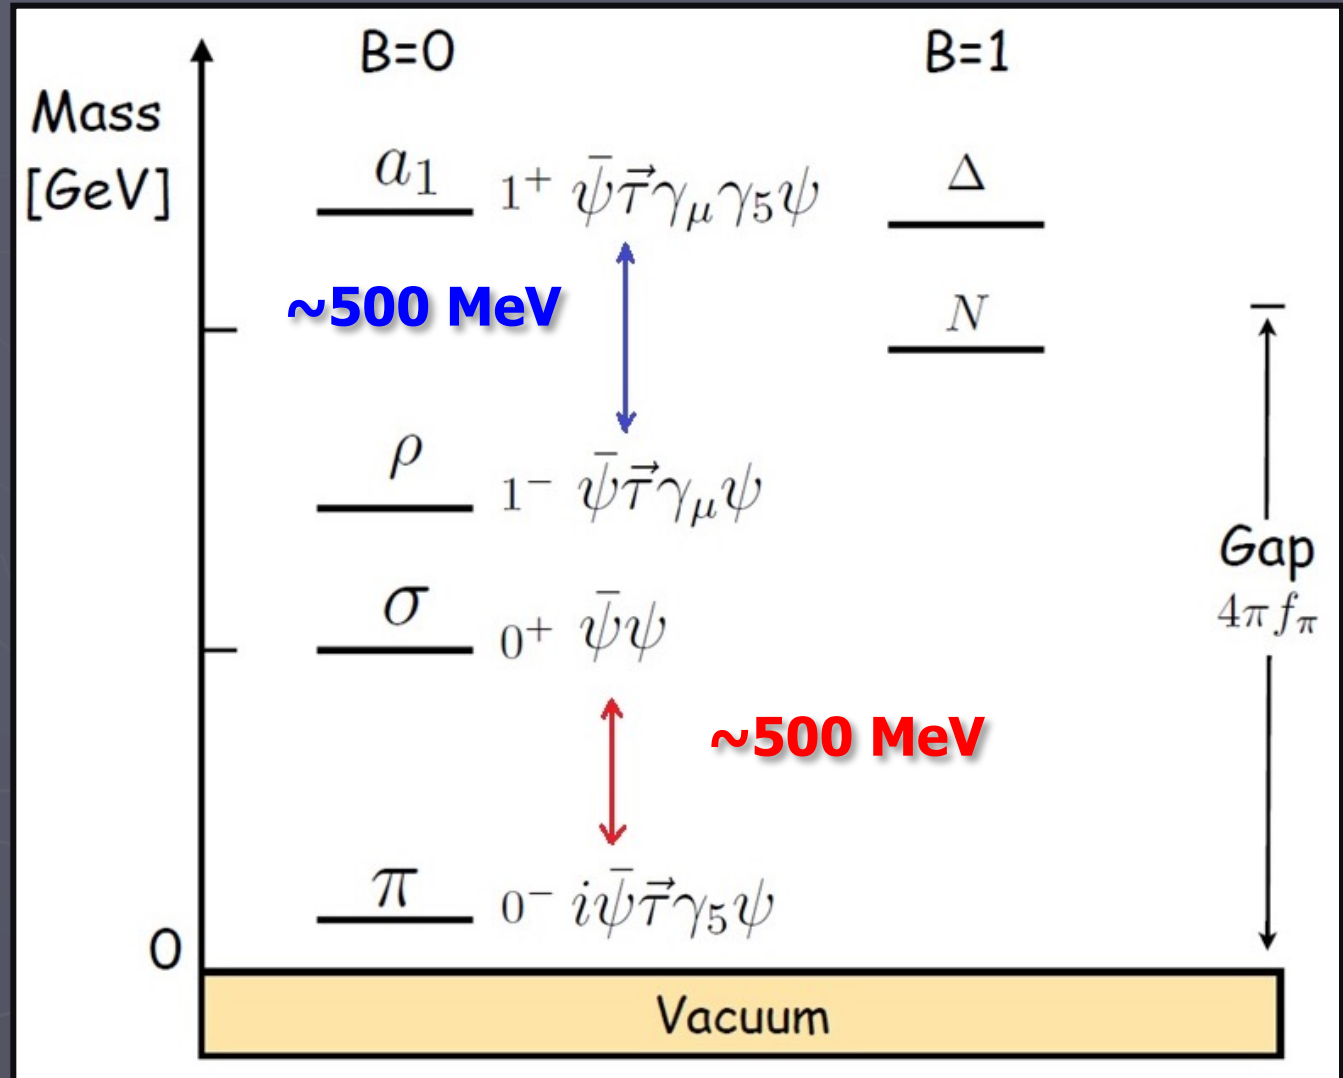 B=0 B=1
Mass
[GeV]
a₁ 1⁺ ψ̄τ⃗γ_μγ₅ψ Δ
~500 MeV
N
ρ 1⁻ ψ̄τ⃗γ_μψ
Gap
4πf_π
σ 0⁺ ψ̄ψ
~500 MeV
π 0⁻ iψ̄τ⃗γ₅ψ
0
Vacuum